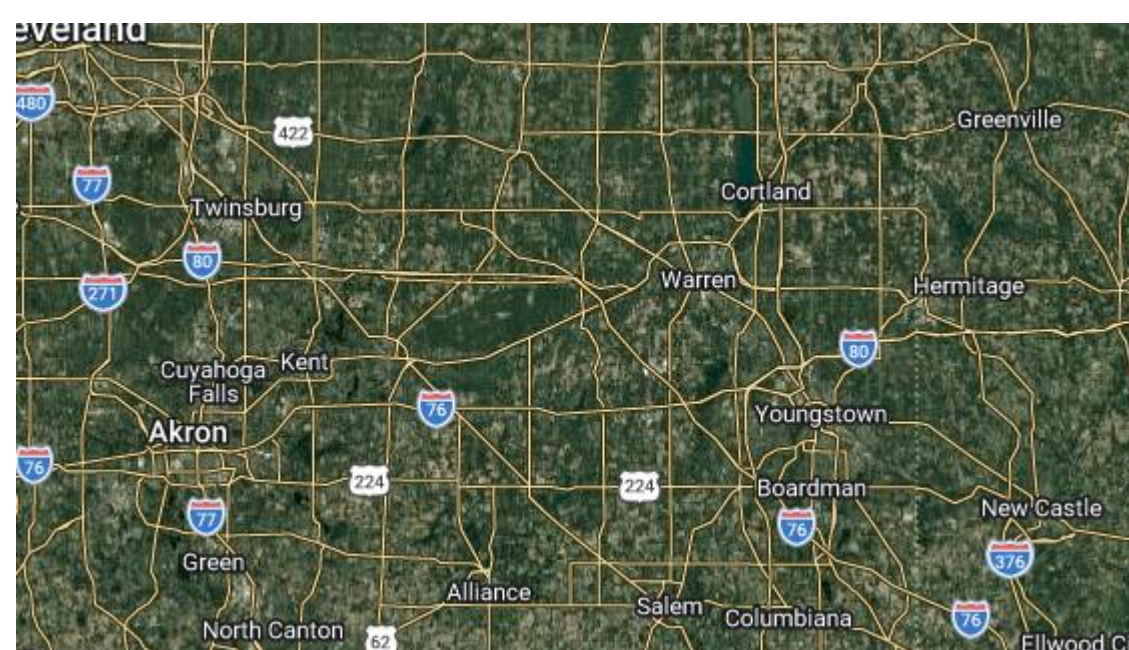 eveland
480
422
Greenville
77
Twinsburg
Cortland
80
271
Warren
Hermitage
80
Cuyahoga
Falls
Kent
76
Youngstown
Akron
76
224
224
Boardman
77
76
New Castle
376
Green
Alliance
Salem
Columbiana
76
North Canton
62
Ellwood C